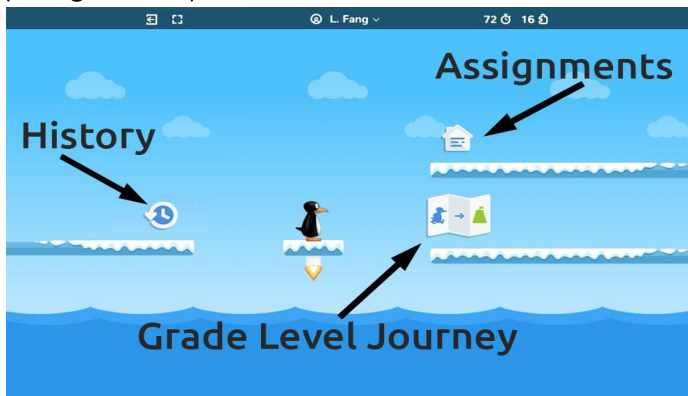 L. Fang
72 16
Assignments
History
Grade Level Journey